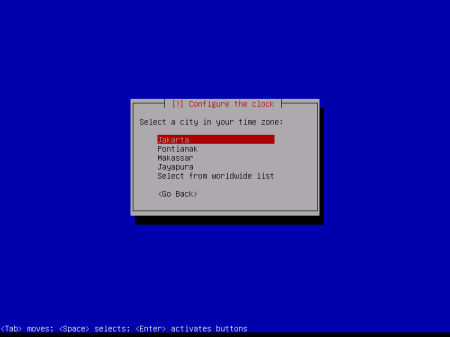 [!] Configure the clock
Select a city in your time zone:
Jakarta
Pontianak
Makassar
Jayapura
Select from worldwide list
<Go Back>
<Tab> moves; <Space> selects; <Enter> activates buttons